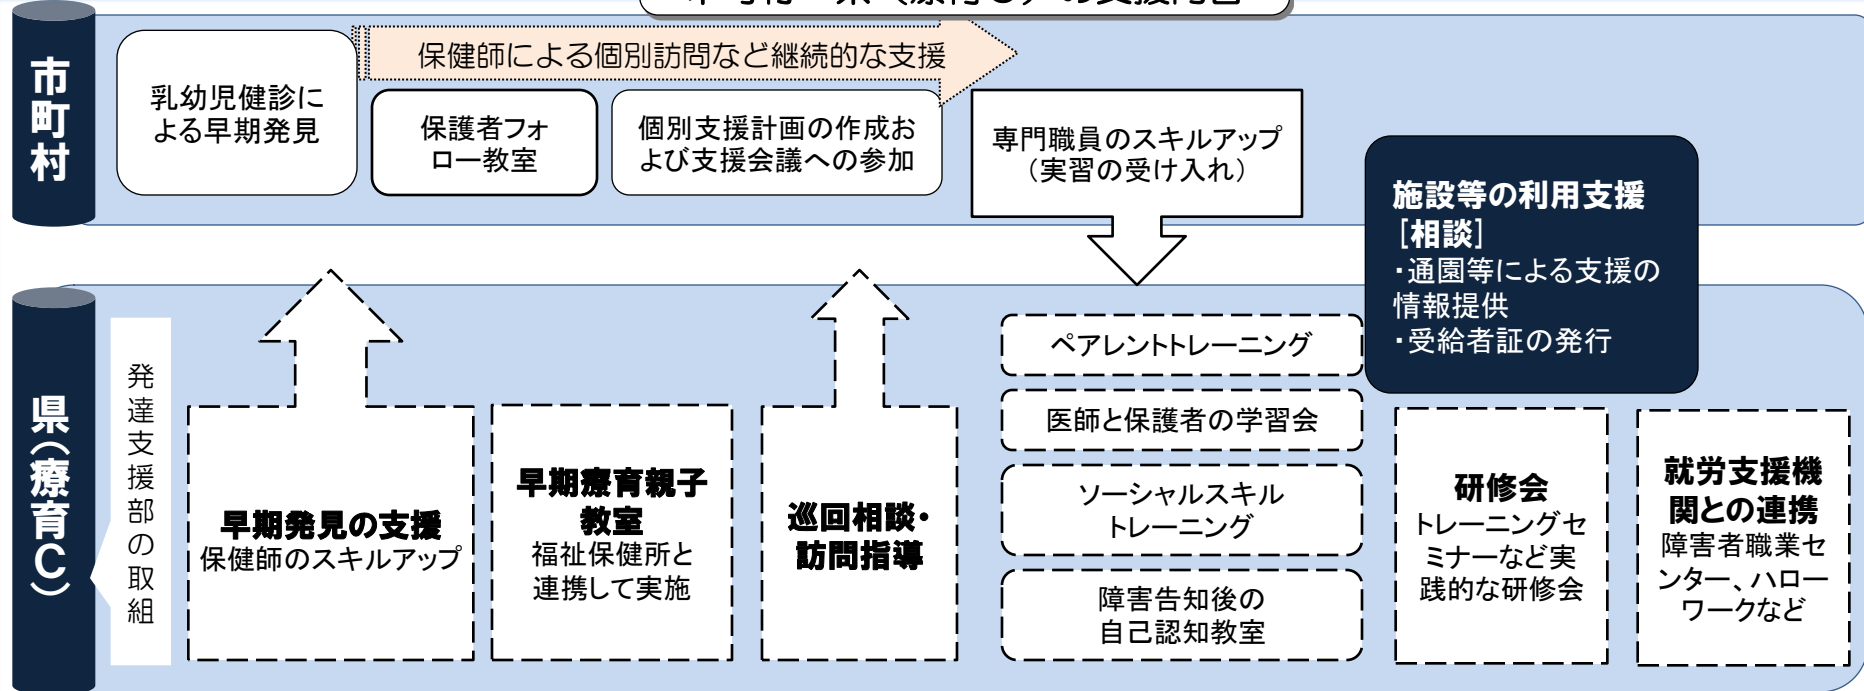 市町村
保健師による個別訪問など継続的な支援
乳幼児健診に
よる早期発見
保護者フォ
ロー教室
個別支援計画の作成お
よび支援会議への参加
専門職員のスキルアップ
（実習の受け入れ）
施設等の利用支援
[相談]
・通園等による支援の
情報提供
・受給者証の発行
県（療育C）
発達支援部の取組
早期発見の支援
保健師のスキルアップ
早期療育親子
教室
福祉保健所と
連携して実施
巡回相談・
訪問指導
ペアレントトレーニング
医師と保護者の学習会
ソーシャルスキル
トレーニング
障害告知後の
自己認知教室
研修会
トレーニングセ
ミナーなど実
践的な研修会
就労支援機
関との連携
障害者職業セ
ンター、ハロー
ワークなど